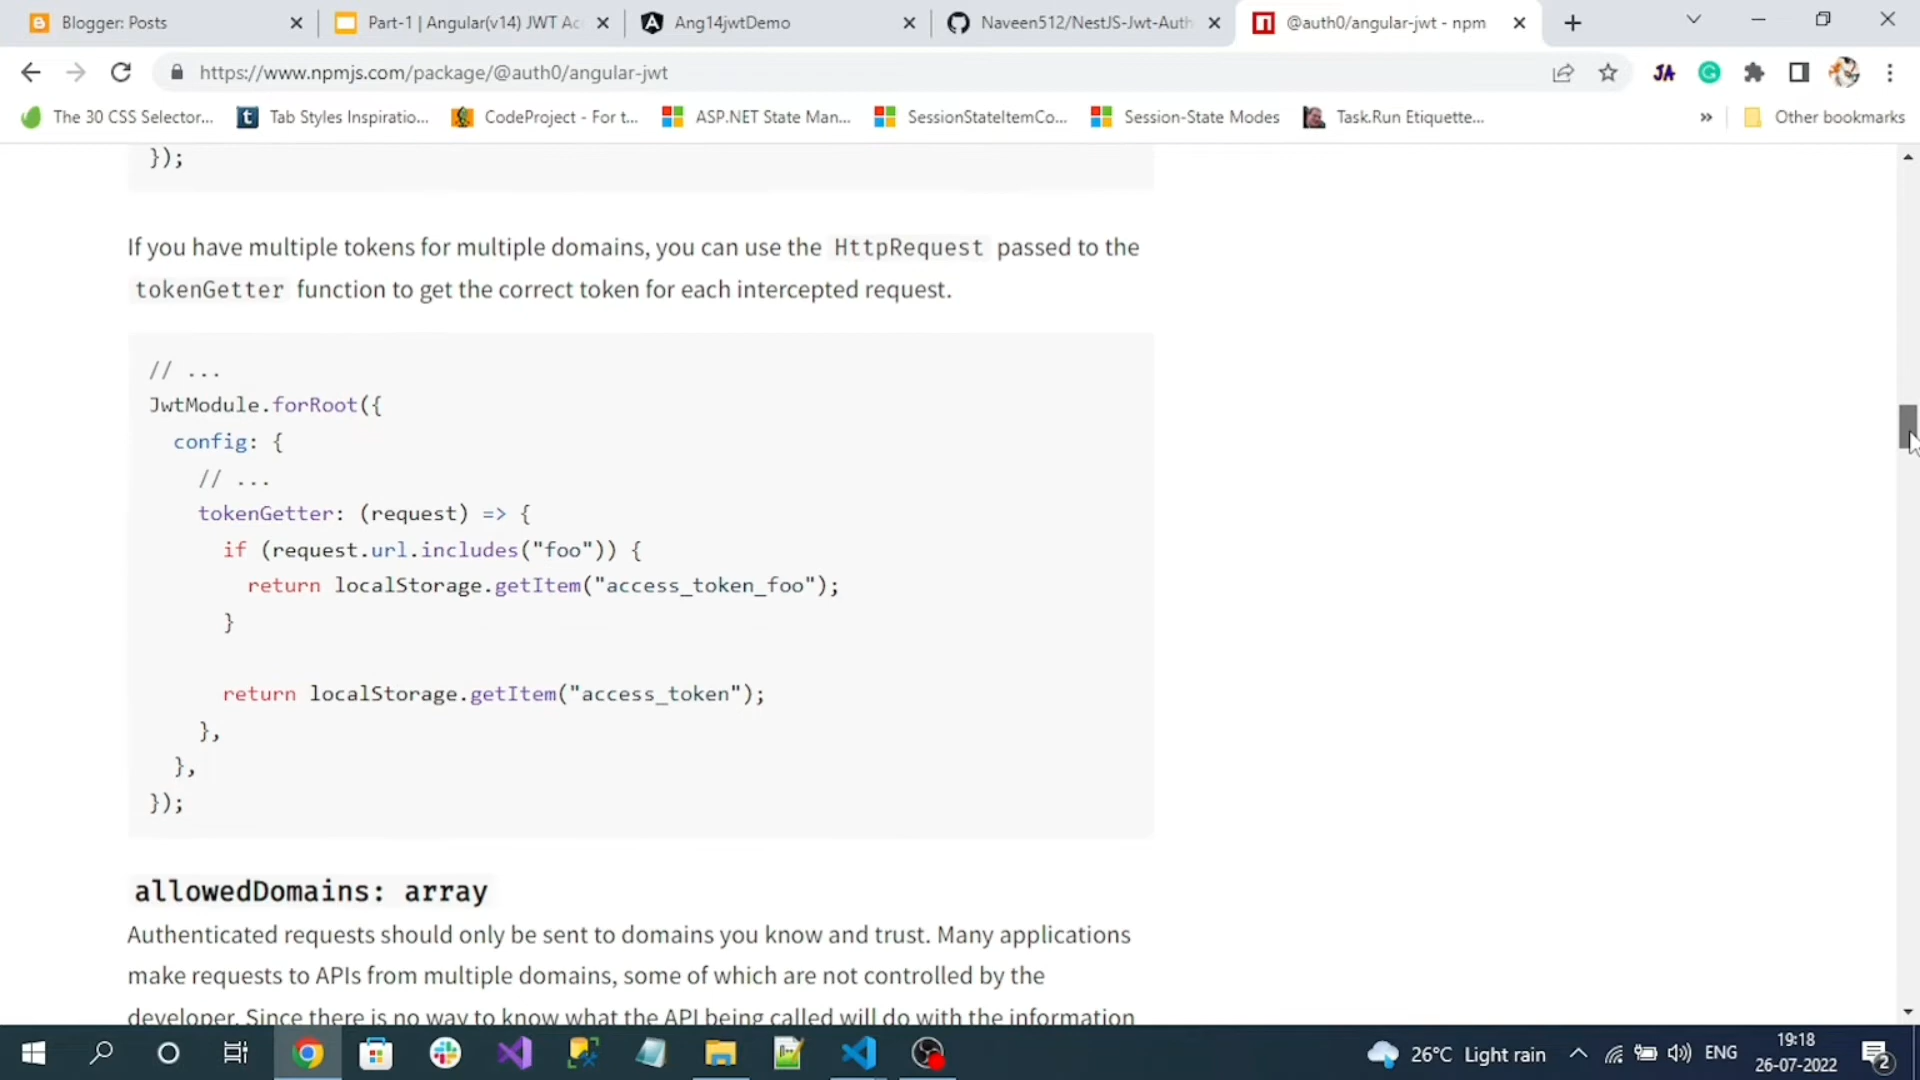 Blogger: Posts
Part-1 | Angular(v14) JWT Ac
Ang14jwtDemo
Naveen512/NestJS-Jwt-Auth
@auth0/angular-jwt - npm
https://www.npmjs.com/package/@auth0/angular-jwt
JA
The 30 CSS Selector...
Tab Styles Inspiratio...
CodeProject - For t...
ASP.NET State Man...
SessionStateItemCo...
Session-State Modes
Task.Run Etiquette...
»
Other bookmarks
});
If you have multiple tokens for multiple domains, you can use the HttpRequest passed to the
tokenGetter function to get the correct token for each intercepted request.
// ...
JwtModule.forRoot({
config: {
// ...
tokenGetter: (request) => {
if (request.url.includes("foo")) {
return localStorage.getItem("access_token_foo");
}
return localStorage.getItem("access_token");
},
},
});
allowedDomains: array
Authenticated requests should only be sent to domains you know and trust. Many applications
make requests to APIs from multiple domains, some of which are not controlled by the
developer. Since there is no way to know what the API being called will do with the information
26°C Light rain
ENG
19:18
26-07-2022
2